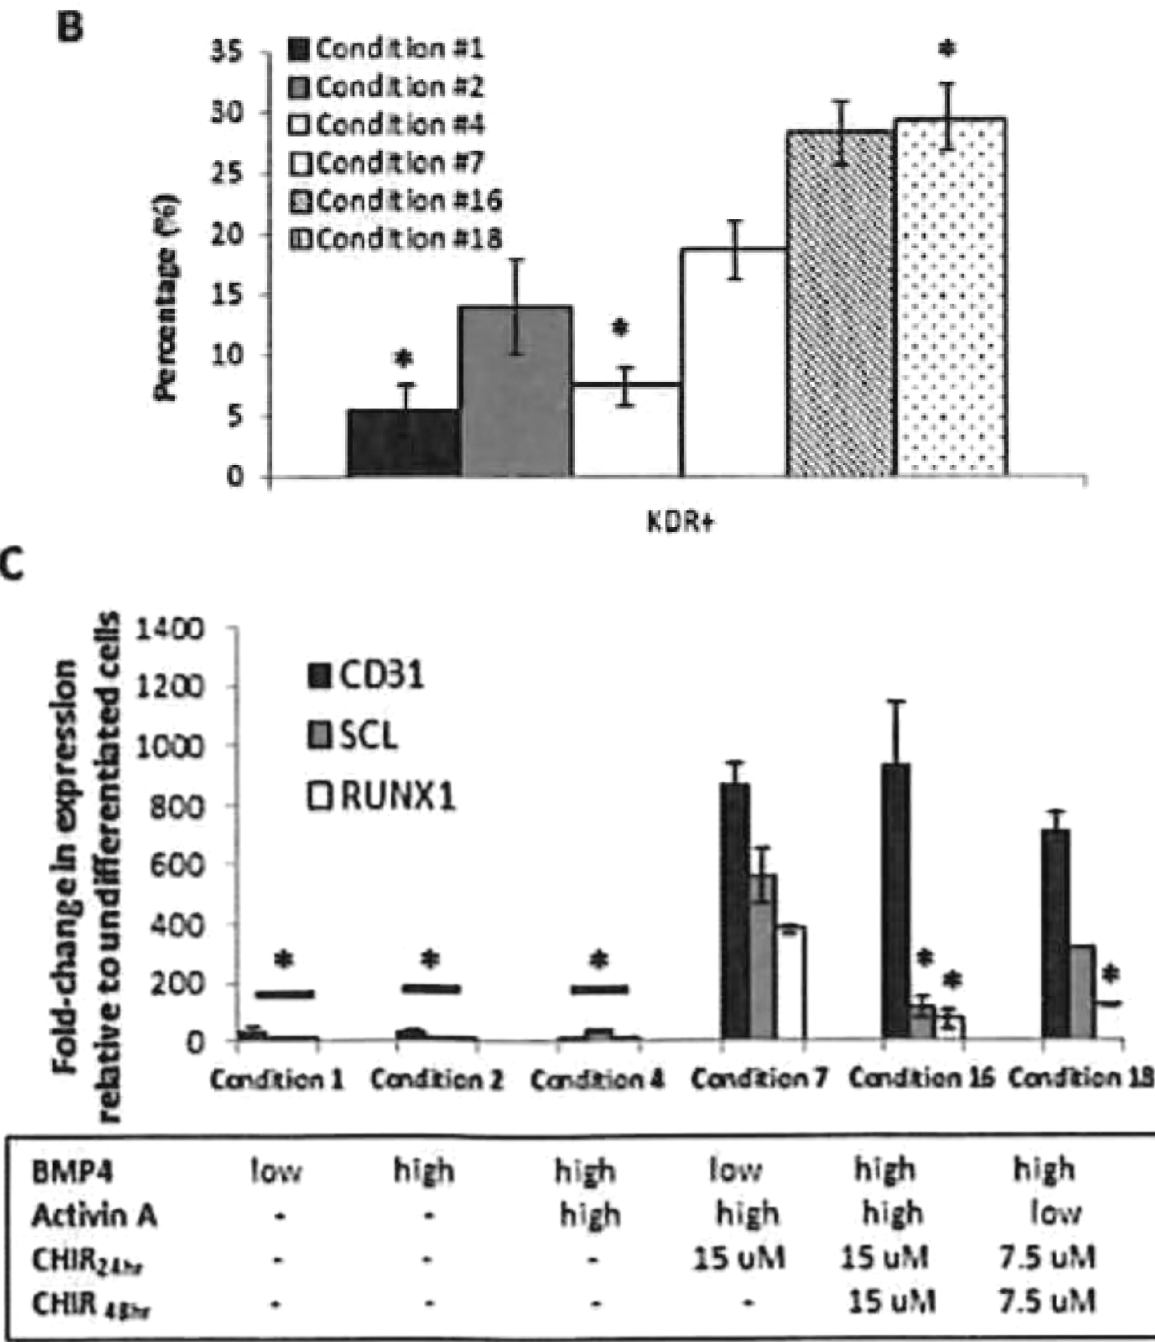 B
35
30
25
20
15
10
5
0
Percentage (%)
Condition #1
Condition #2
Condition #4
Condition #7
Condition #16
Condition #18
*
*
*
KDR+
C
Fold-change in expression
relative to undifferentiated cells
1400
1200
1000
800
600
400
200
0
CD31
SCL
RUNX1
* * * * * *
Condition 1 Condition 2 Condition 4 Condition 7 Condition 16 Condition 18
BMP4 low high high low high high
Activin A - - high high high low
CHIR24hr - - - 15 uM 15 uM 7.5 uM
CHIR 48hr - - - - 15 uM 7.5 uM